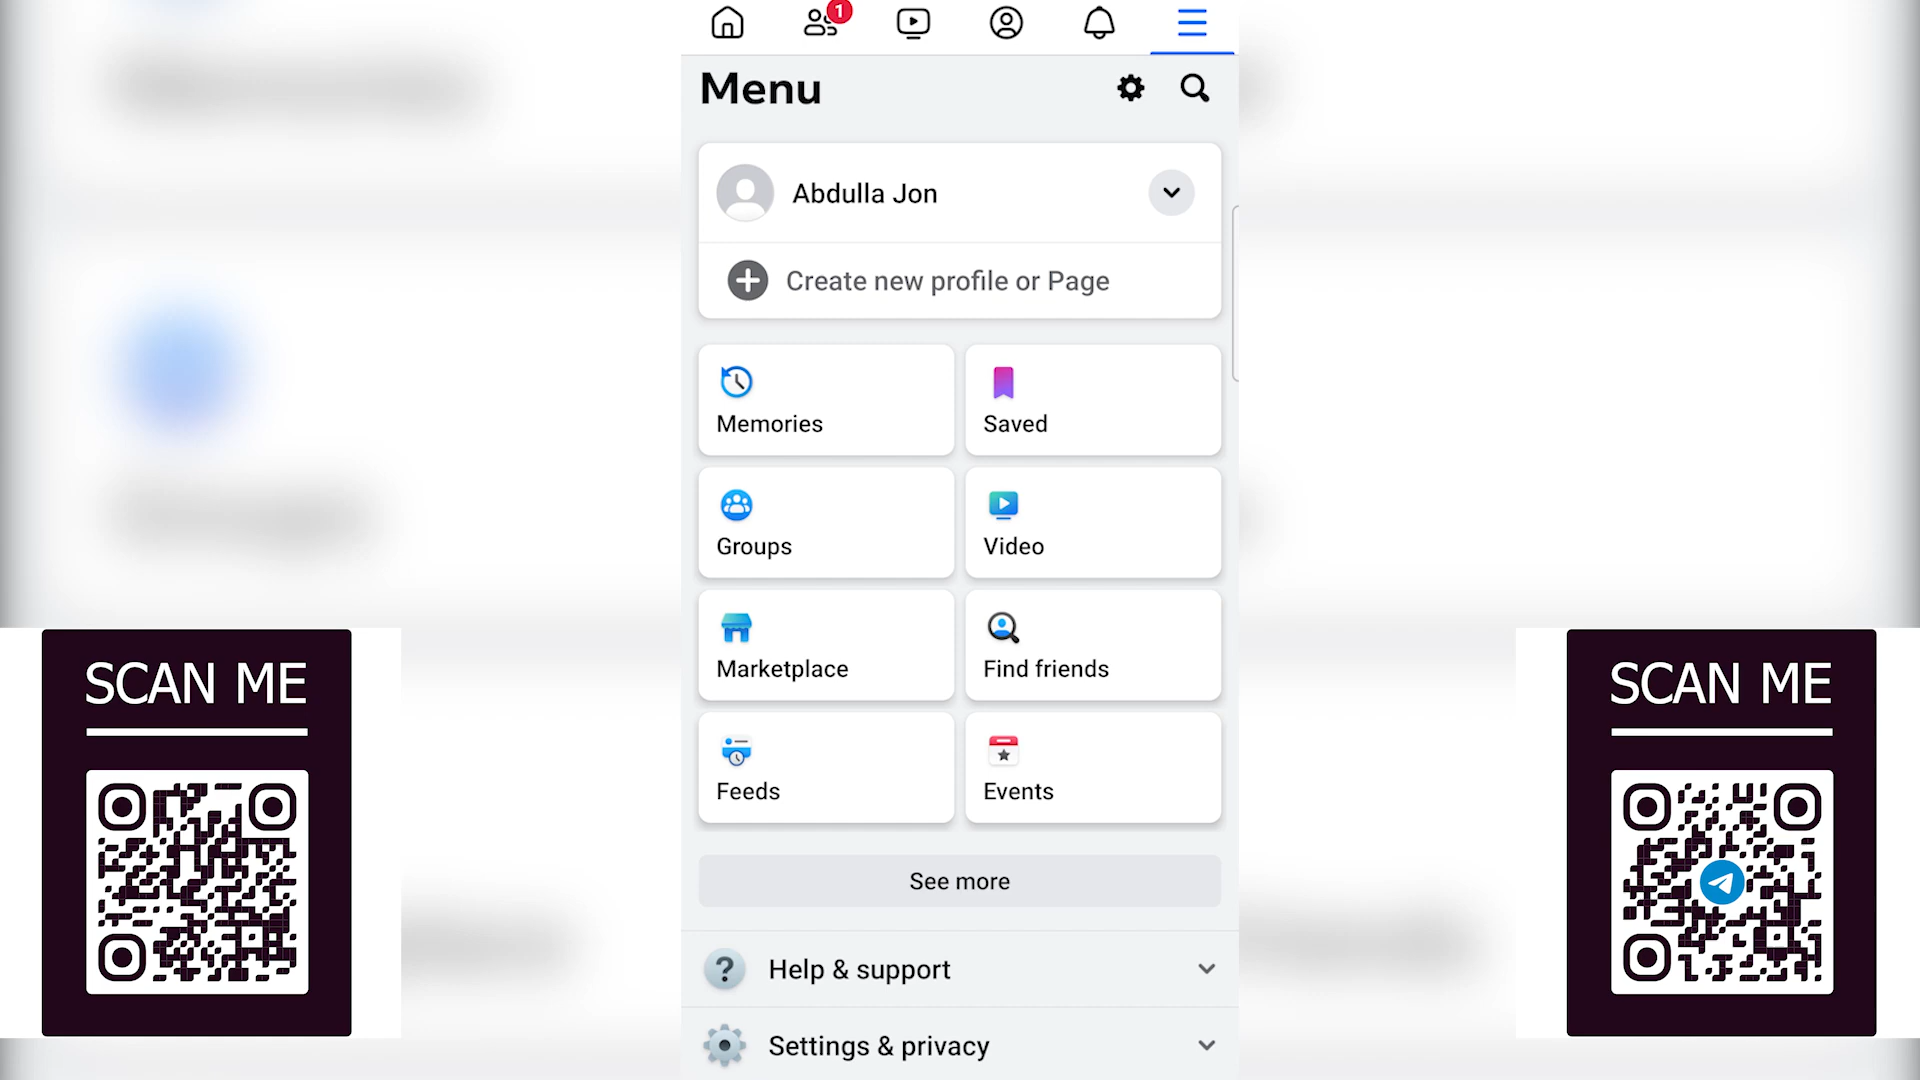 1
Menu
Abdulla Jon
Create new profile or Page
Memories
Saved
Groups
Video
Marketplace
Find friends
Feeds
Events
See more
Help & support
Settings & privacy
SCAN ME
SCAN ME